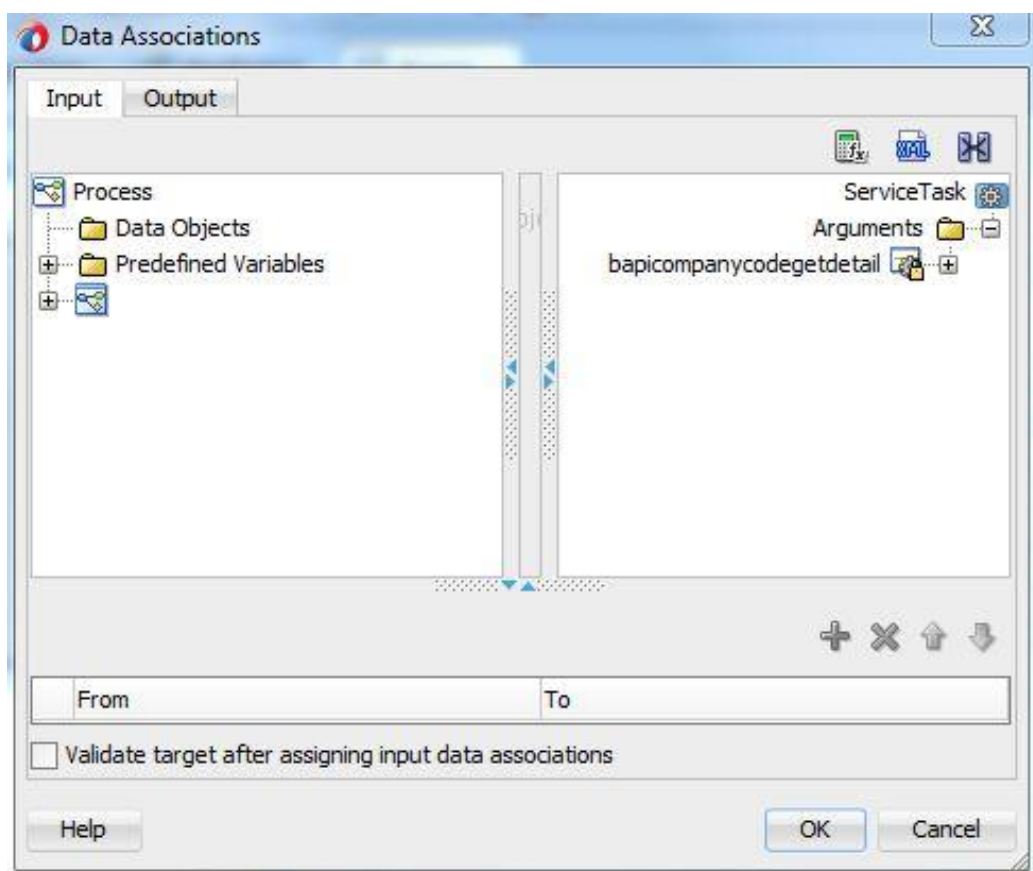 Data Associations
Input Output
Process
Data Objects
Predefined Variables
ServiceTask
Arguments
bapicompanycodegetdetail
From To
Validate target after assigning input data associations
Help OK Cancel